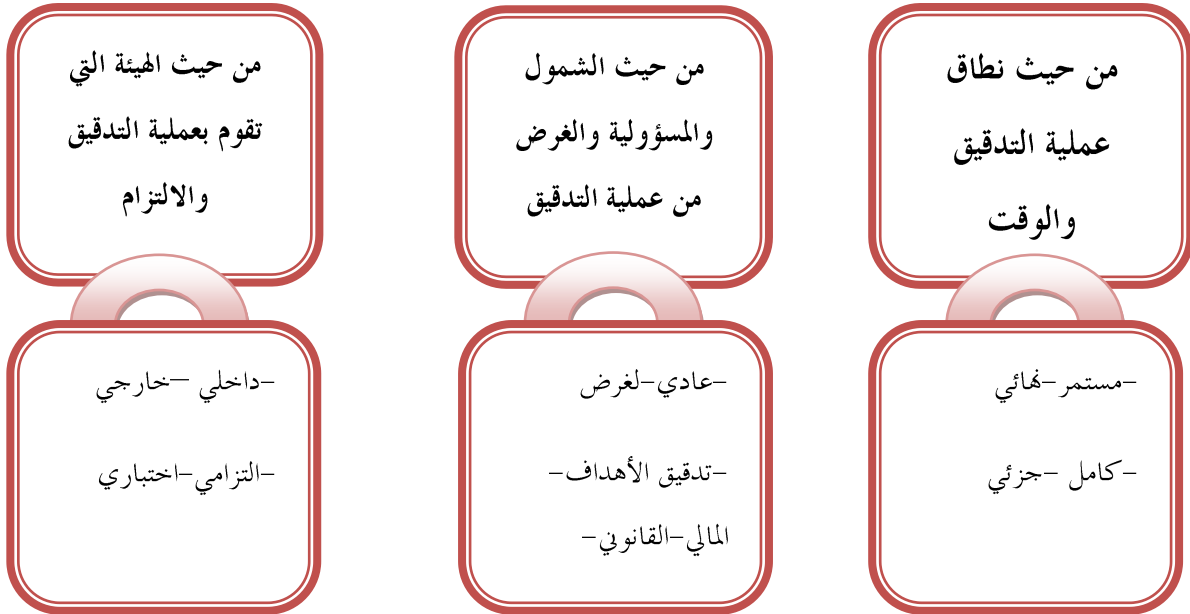 من حيث نطاق
عملية التدقيق
والوقت
-مستمر-نهائي
-كامل -جزئي
من حيث الشمول
والمسؤولية والغرض
من عملية التدقيق
-عادي-لغرض
-تدقيق الأهداف-
المالي-القانوني-
من حيث الهيئة التي
تقوم بعملية التدقيق
والالتزام
-داخلي –خارجي
-التزامي-اختباري